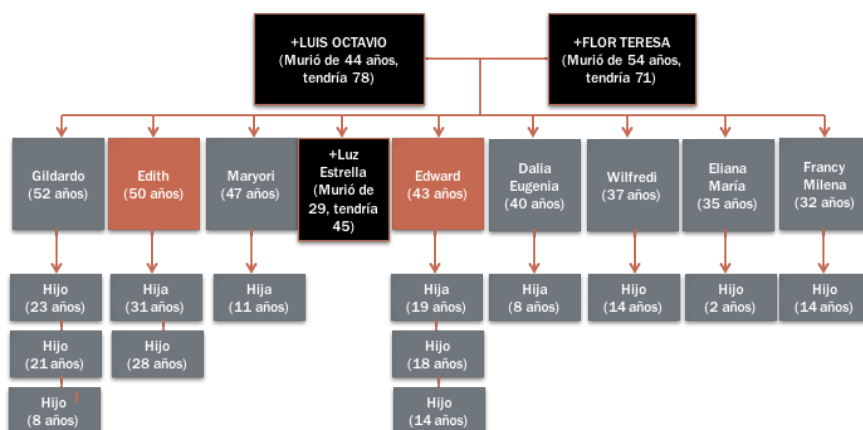 +LUIS OCTAVIO
(Murió de 44 años,
tendría 78)
+FLOR TERESA
(Murió de 54 años,
tendría 71)
Gildardo
(52 años)
Edith
(50 años)
Maryori
(47 años)
+Luz
Estrella
(Murió de
29, tendría
45)
Edward
(43 años)
Dalia
Eugenia
(40 años)
Wilfredi
(37 años)
Eliana
María
(35 años)
Francy
Milena
(32 años)
Hijo
(23 años)
Hija
(31 años)
Hija
(11 años)
Hija
(19 años)
Hija
(8 años)
Hijo
(14 años)
Hijo
(2 años)
Hijo
(14 años)
Hijo
(21 años)
Hijo
(28 años)
Hijo
(18 años)
Hijo
(8 años)
Hijo
(14 años)